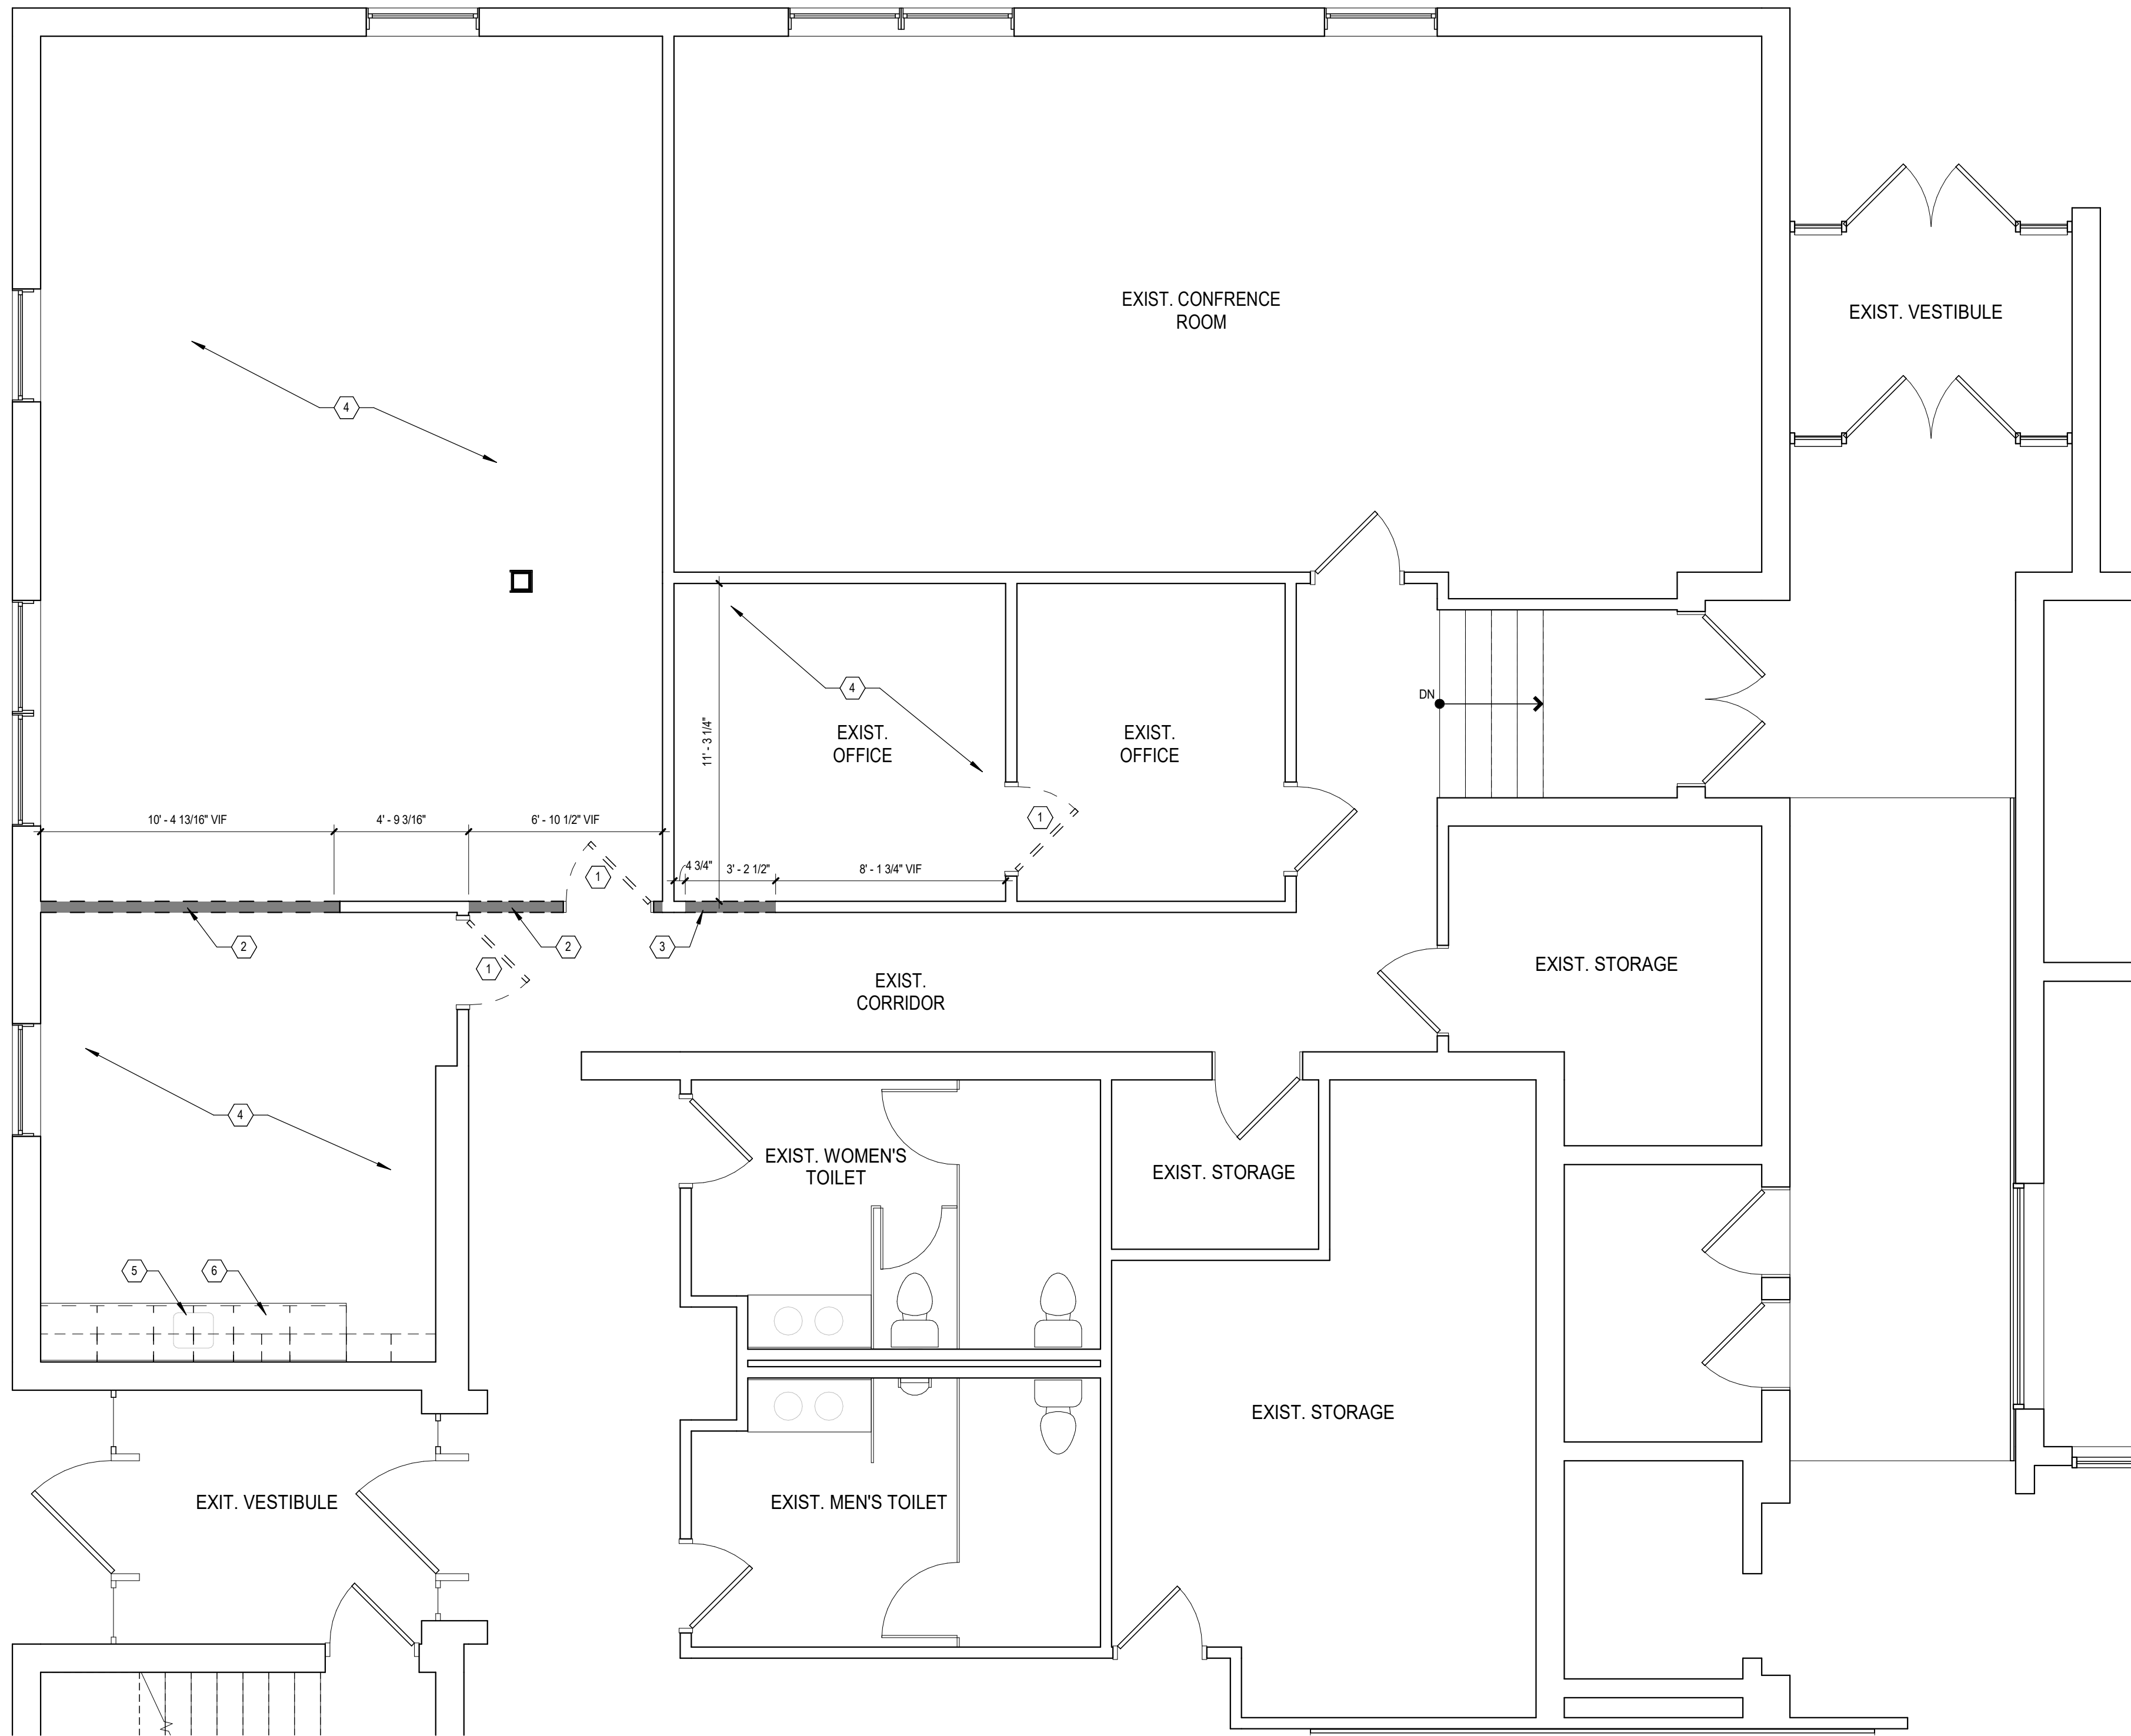 EXIST. CONFRENCE
ROOM
EXIST. VESTIBULE
4
4
DN
EXIST.
OFFICE
EXIST.
OFFICE
11' - 3 1/4"
10' - 4 13/16" VIF
4' - 9 3/16"
6' - 10 1/2" VIF
1
4 3/4"
3' - 2 1/2"
8' - 1 3/4" VIF
1
2
2
3
1
EXIST.
CORRIDOR
EXIST. STORAGE
4
EXIST. WOMEN'S
TOILET
EXIST. STORAGE
5
6
EXIST. STORAGE
EXIT. VESTIBULE
EXIST. MEN'S TOILET